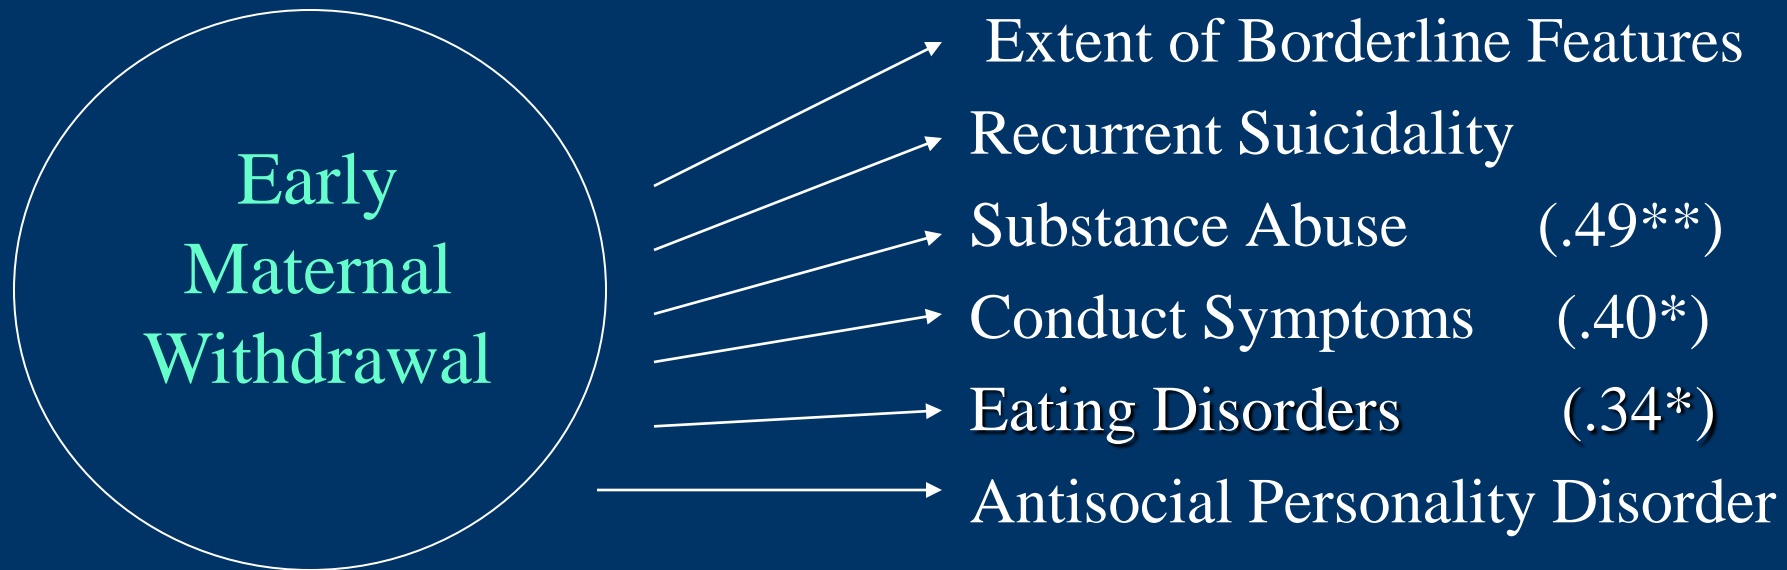 Early
Maternal
Withdrawal
Extent of Borderline Features
Recurrent Suicidality
Substance Abuse (.49**)
Conduct Symptoms (.40*)
Eating Disorders (.34*)
Antisocial Personality Disorder